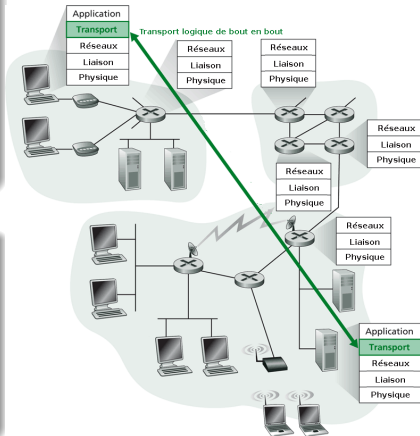 Application
Transport
Réseaux
Liaison
Physique
Transport logique de bout en bout
Réseaux
Liaison
Physique
Réseaux
Liaison
Physique
Réseaux
Liaison
Physique
Réseaux
Liaison
Physique
Réseaux
Liaison
Physique
Application
Transport
Réseaux
Liaison
Physique